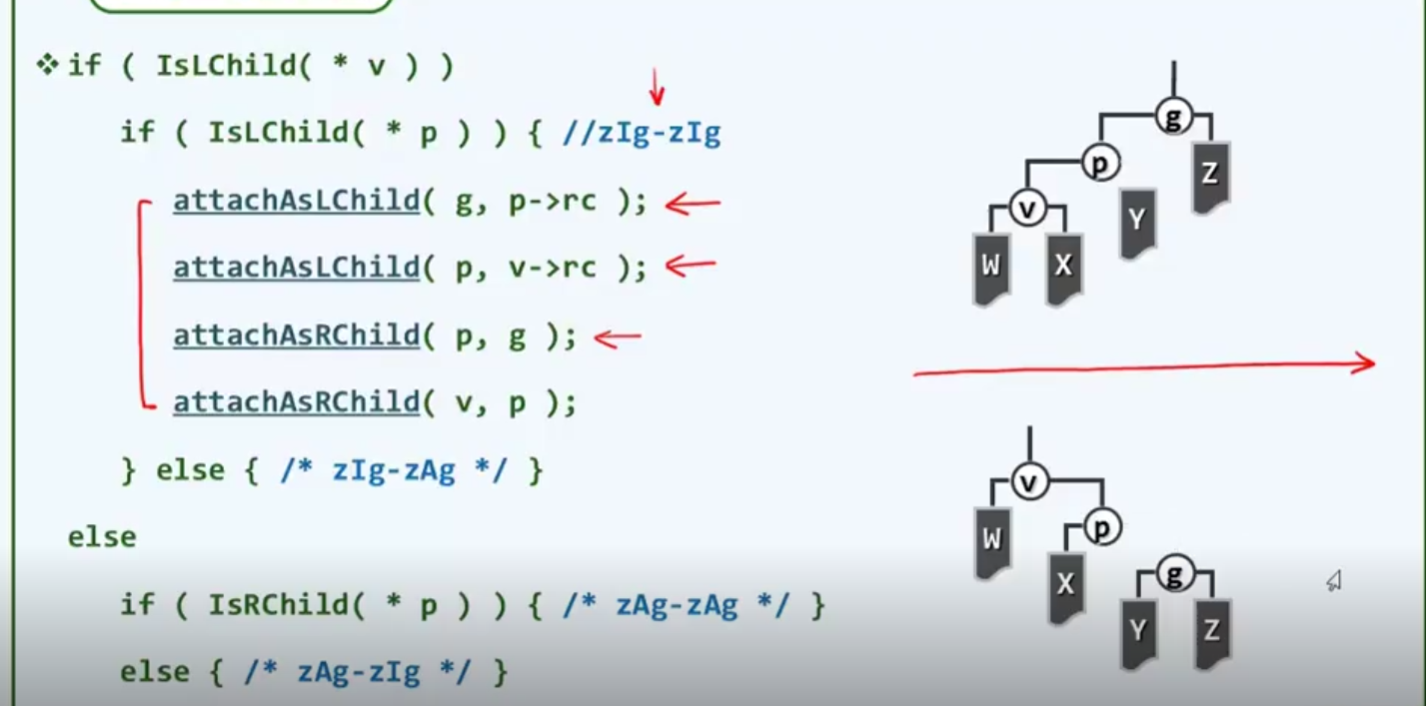 ❖ if ( IsLChild( * v ) )
if ( IsLChild( * p ) ) { //zIg-zIg
attachAsLChild( g, p->rc );
attachAsLChild( p, v->rc );
attachAsRChild( p, g );
attachAsRChild( v, p );
} else { /* zIg-zAg */ }
else
if ( IsRChild( * p ) ) { /* zAg-zAg */ }
else { /* zAg-zIg */ }
g
p
Z
v
Y
W
X
v
W
p
X
g
Y
Z